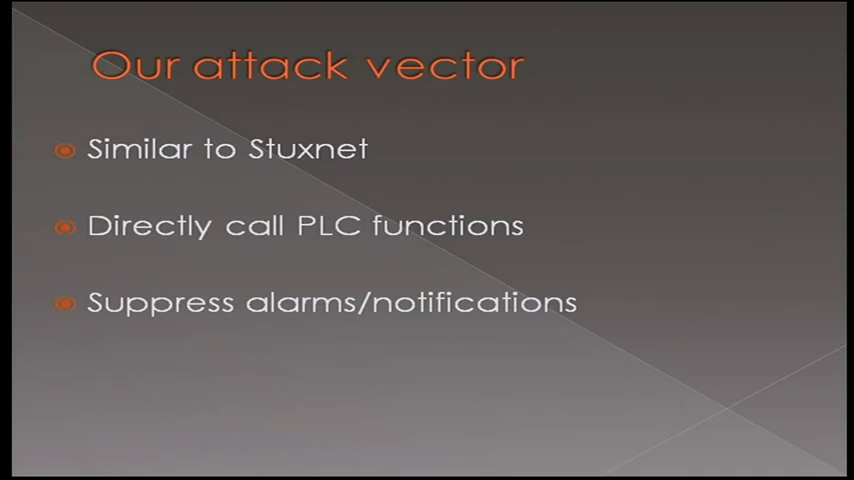 Our attack vector
Similar to Stuxnet
Directly call PLC functions
Suppress alarms/notifications